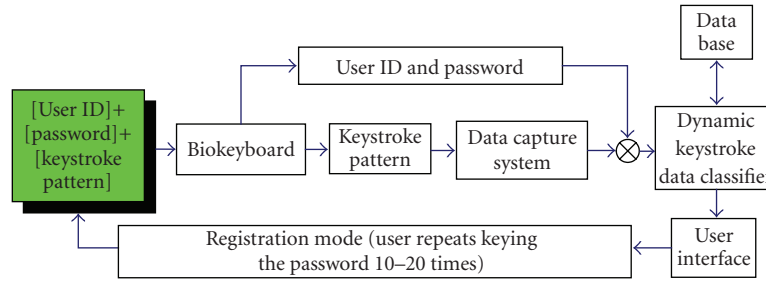 Data
base
User ID and password
[User ID]+
[password]+
[keystroke
pattern]
Biokeyboard
Keystroke
pattern
Data capture
system
Dynamic
keystroke
data classifier
Registration mode (user repeats keying
the password 10–20 times)
User
interface